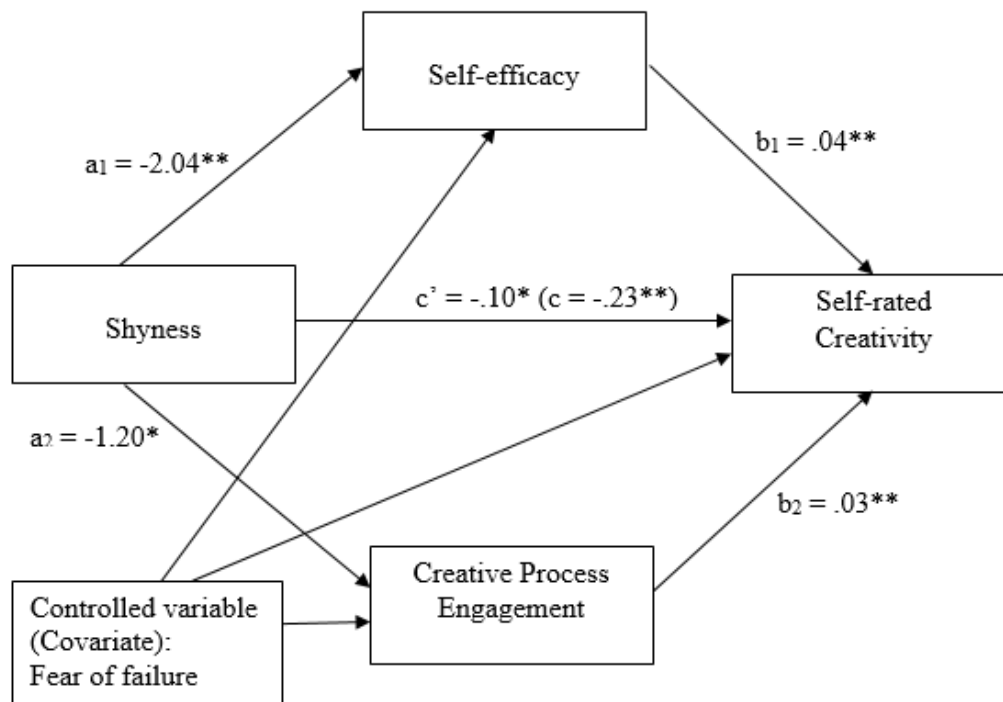 Self-efficacy
a₁ = -2.04**
b₁ = .04**
Shyness
c’ = -.10* (c = -.23**)
Self-rated
Creativity
a₂ = -1.20*
b₂ = .03**
Creative Process
Engagement
Controlled variable
(Covariate):
Fear of failure